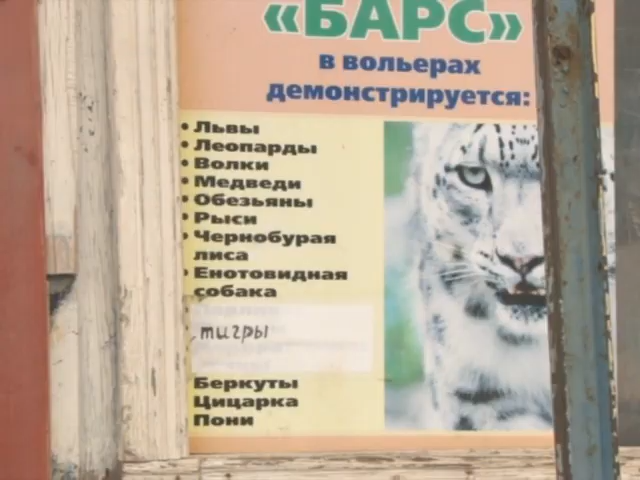 «БАРС»
в вольерах
демонстрируется:
• Львы
• Леопарды
• Волки
• Медведи
• Обезьяны
• Рыси
• Чернобурая
лиса
• Енотовидная
собака
тигры
Беркуты
Цицарка
Пони